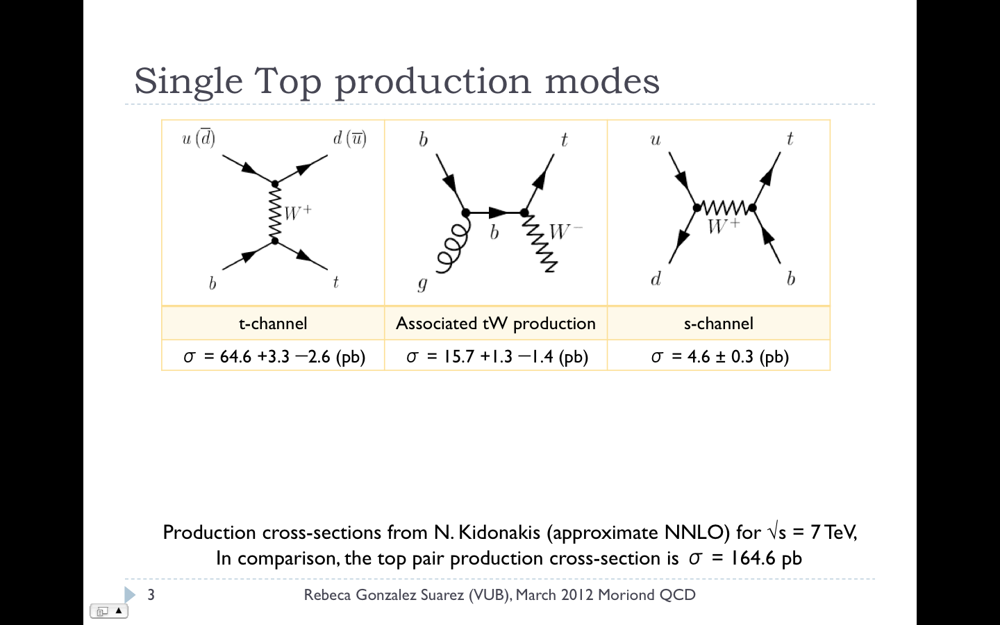 Single Top production modes
u (d̅)
d (u̅)
W⁺
b
t
b
t
b
W⁻
g
u
t
W⁺
d
b
t-channel
Associated tW production
s-channel
σ = 64.6 +3.3 −2.6 (pb)
σ = 15.7 +1.3 −1.4 (pb)
σ = 4.6 ± 0.3 (pb)
Production cross-sections from N. Kidonakis (approximate NNLO) for √s = 7 TeV,
In comparison, the top pair production cross-section is σ = 164.6 pb
3
Rebeca Gonzalez Suarez (VUB), March 2012 Moriond QCD